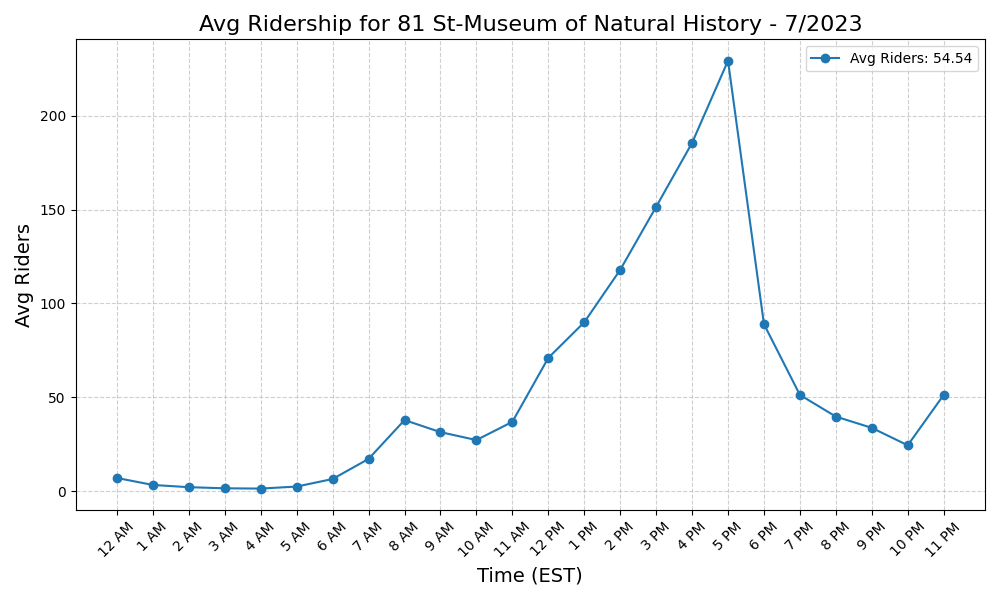 Avg Ridership for 81 St-Museum of Natural History - 7/2023
Avg Riders: 54.54
Avg Riders
200
150
100
50
0
12 AM
1 AM
2 AM
3 AM
4 AM
5 AM
6 AM
7 AM
8 AM
9 AM
10 AM
11 AM
12 PM
1 PM
2 PM
3 PM
4 PM
5 PM
6 PM
7 PM
8 PM
9 PM
10 PM
11 PM
Time (EST)